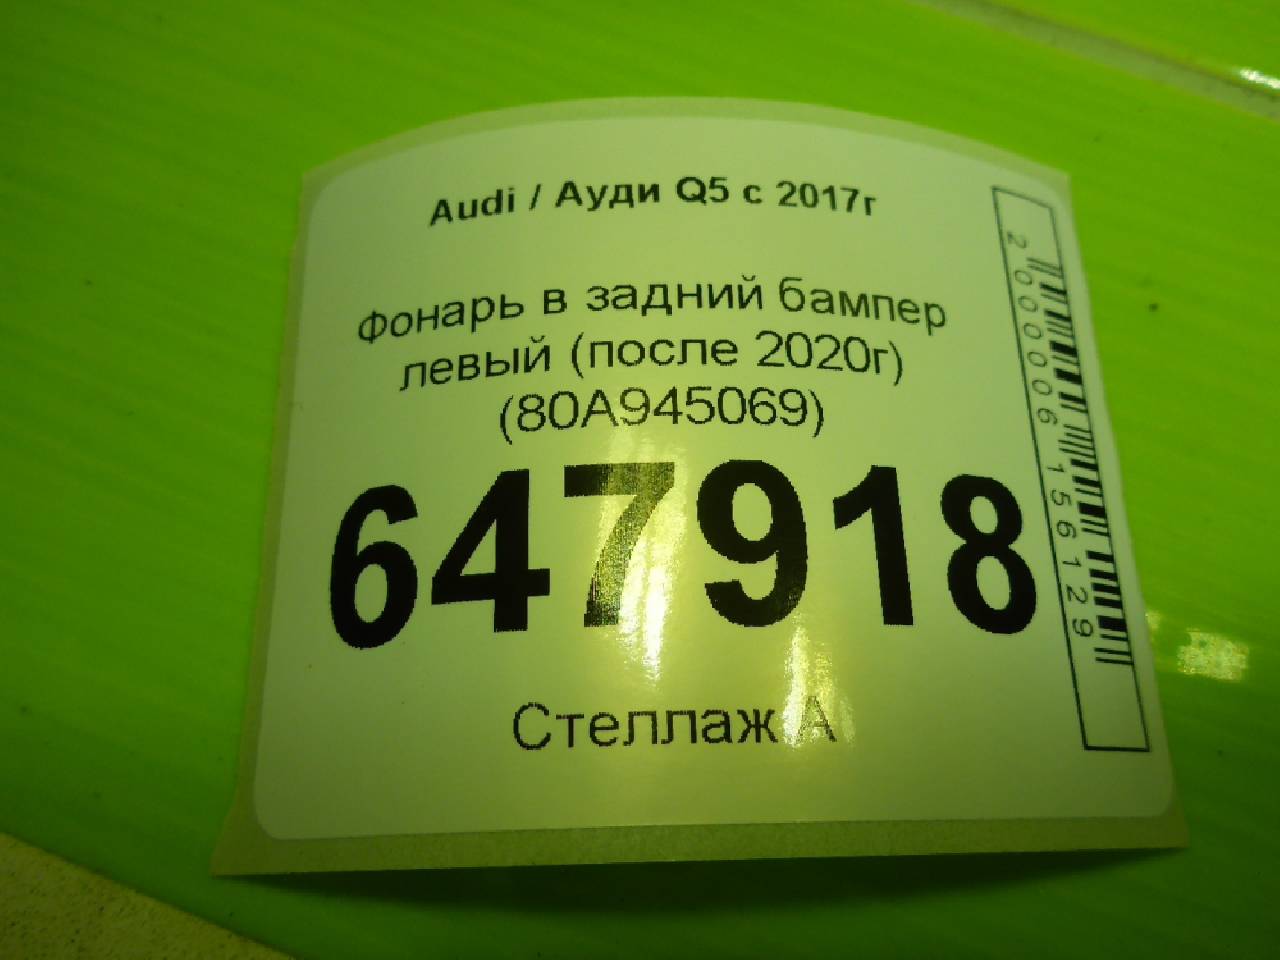 Audi / Ауди Q5 с 2017г
Фонарь в задний бампер
левый (после 2020г)
(80A945069)
647918
Стеллаж А
2000006156129